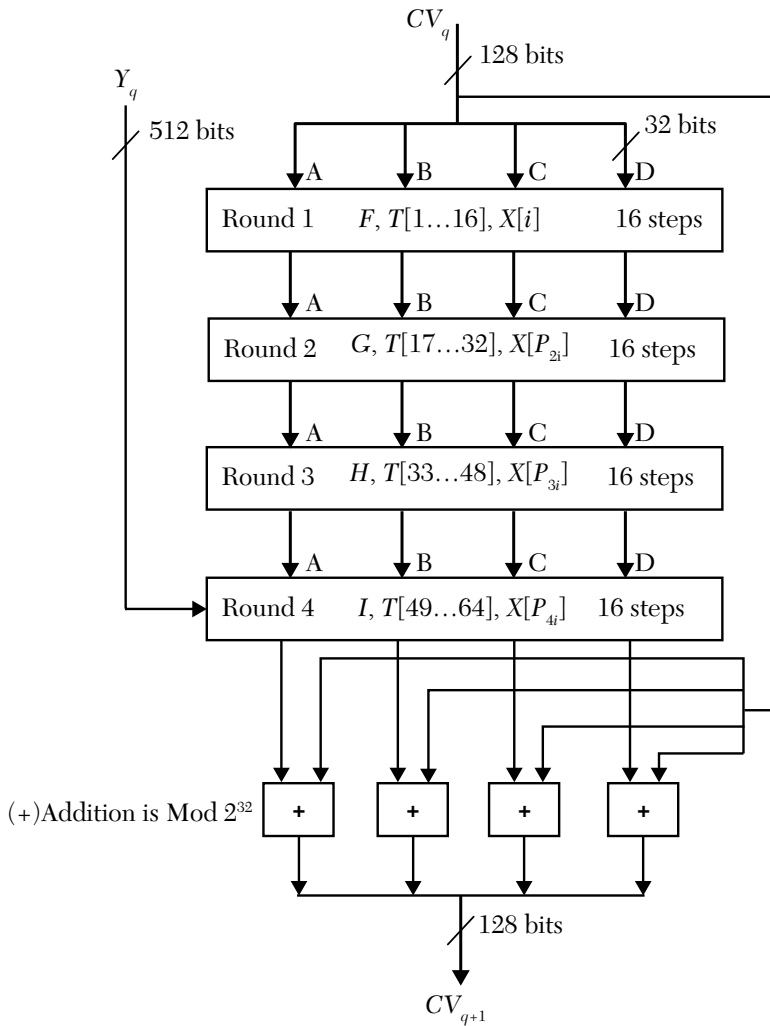 CV_q
128 bits
Y_q
512 bits
32 bits
A B C D
Round 1 F, T[1…16], X[i] 16 steps
A B C D
Round 2 G, T[17…32], X[P_2i] 16 steps
A B C D
Round 3 H, T[33…48], X[P_3i] 16 steps
A B C D
Round 4 I, T[49…64], X[P_4i] 16 steps
(+)Addition is Mod 2^32 + + + +
128 bits
CV_q+1